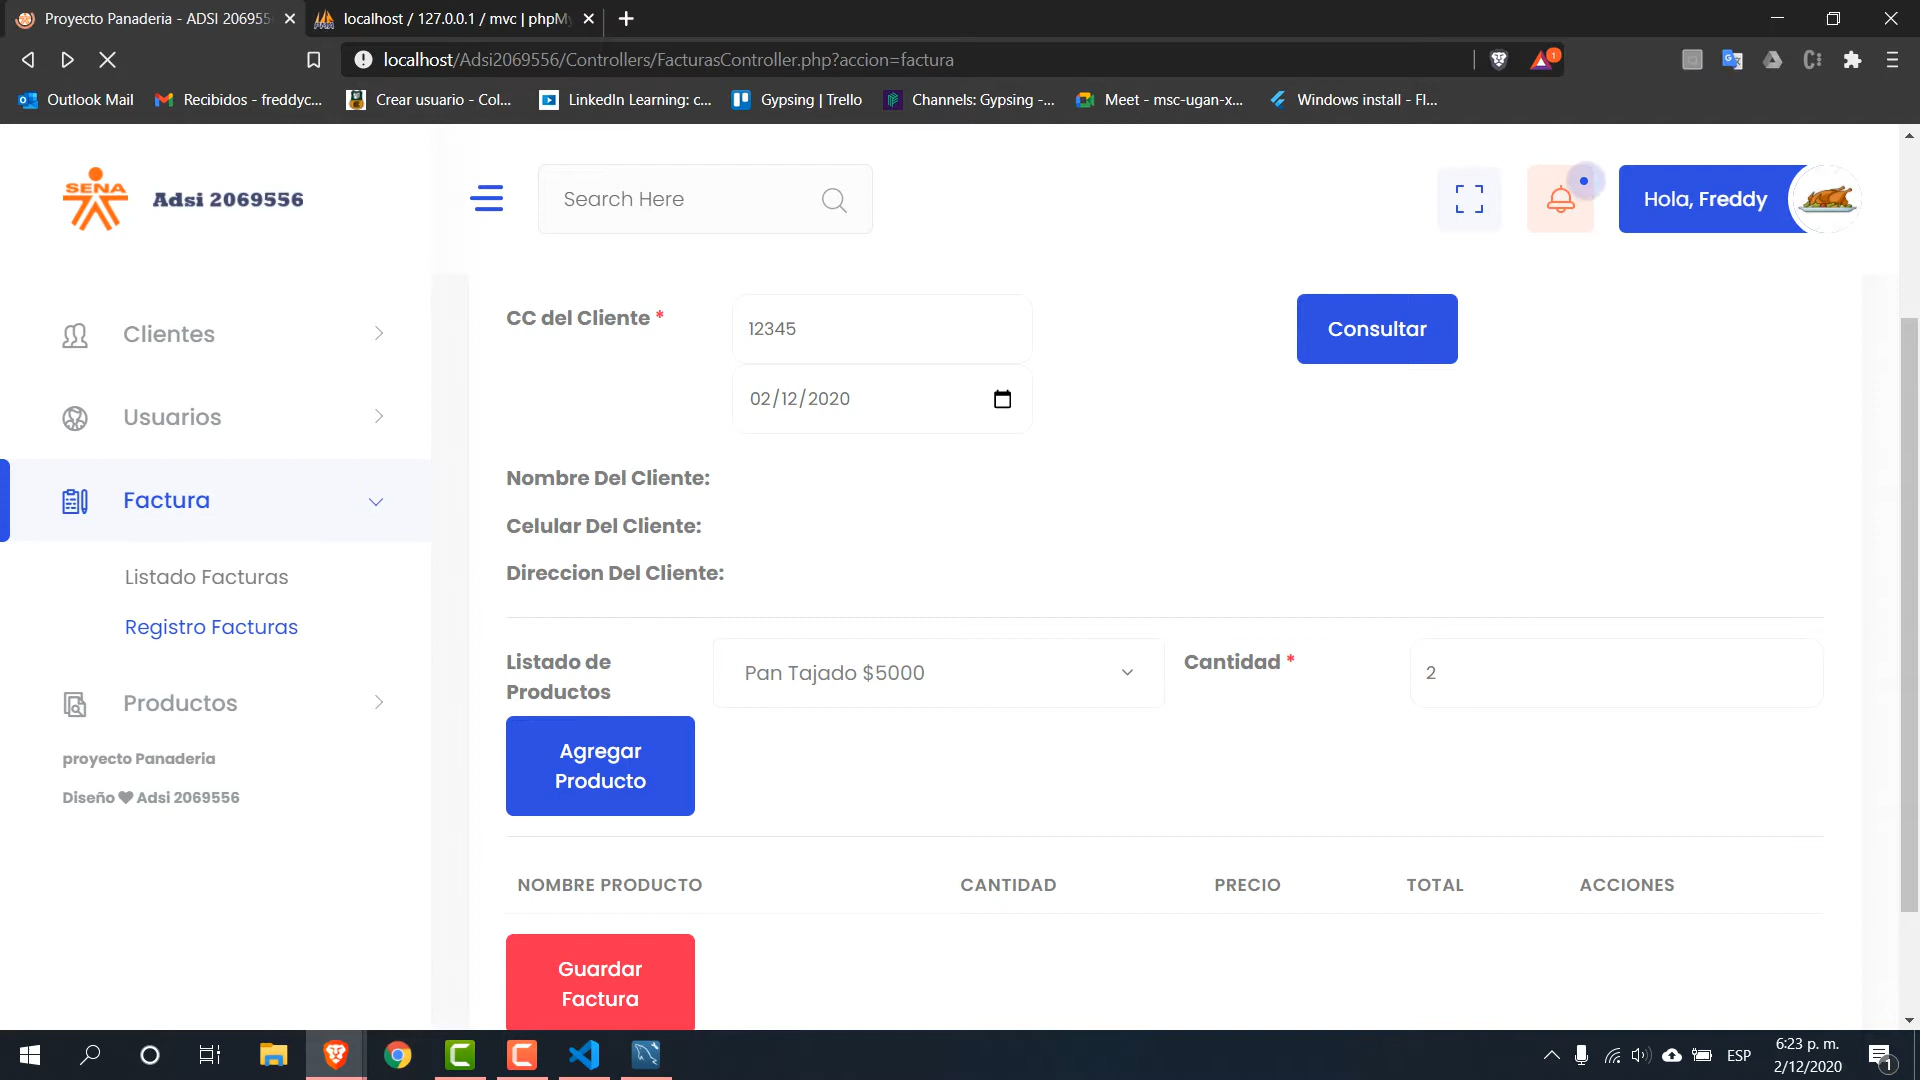 Proyecto Panaderia - ADSI 206955
localhost / 127.0.0.1 / mvc | phpMy
localhost/Adsi2069556/Controllers/FacturasController.php?accion=factura
1
Outlook Mail
Recibidos - freddyc...
Crear usuario - Col...
LinkedIn Learning: c...
Gypsing | Trello
Channels: Gypsing -...
Meet - msc-ugan-x...
Windows install - Fl...
SENA
Adsi 2069556
Search Here
Hola, Freddy
Clientes
Usuarios
Factura
Listado Facturas
Registro Facturas
Productos
proyecto Panaderia
Diseño ♥ Adsi 2069556
CC del Cliente *
12345
Consultar
02/12/2020
Nombre Del Cliente:
Celular Del Cliente:
Direccion Del Cliente:
Listado de
Productos
Pan Tajado $5000
Cantidad *
2
Agregar
Producto
NOMBRE PRODUCTO
CANTIDAD
PRECIO
TOTAL
ACCIONES
Guardar
Factura
ESP
6:23 p. m.
2/12/2020
1